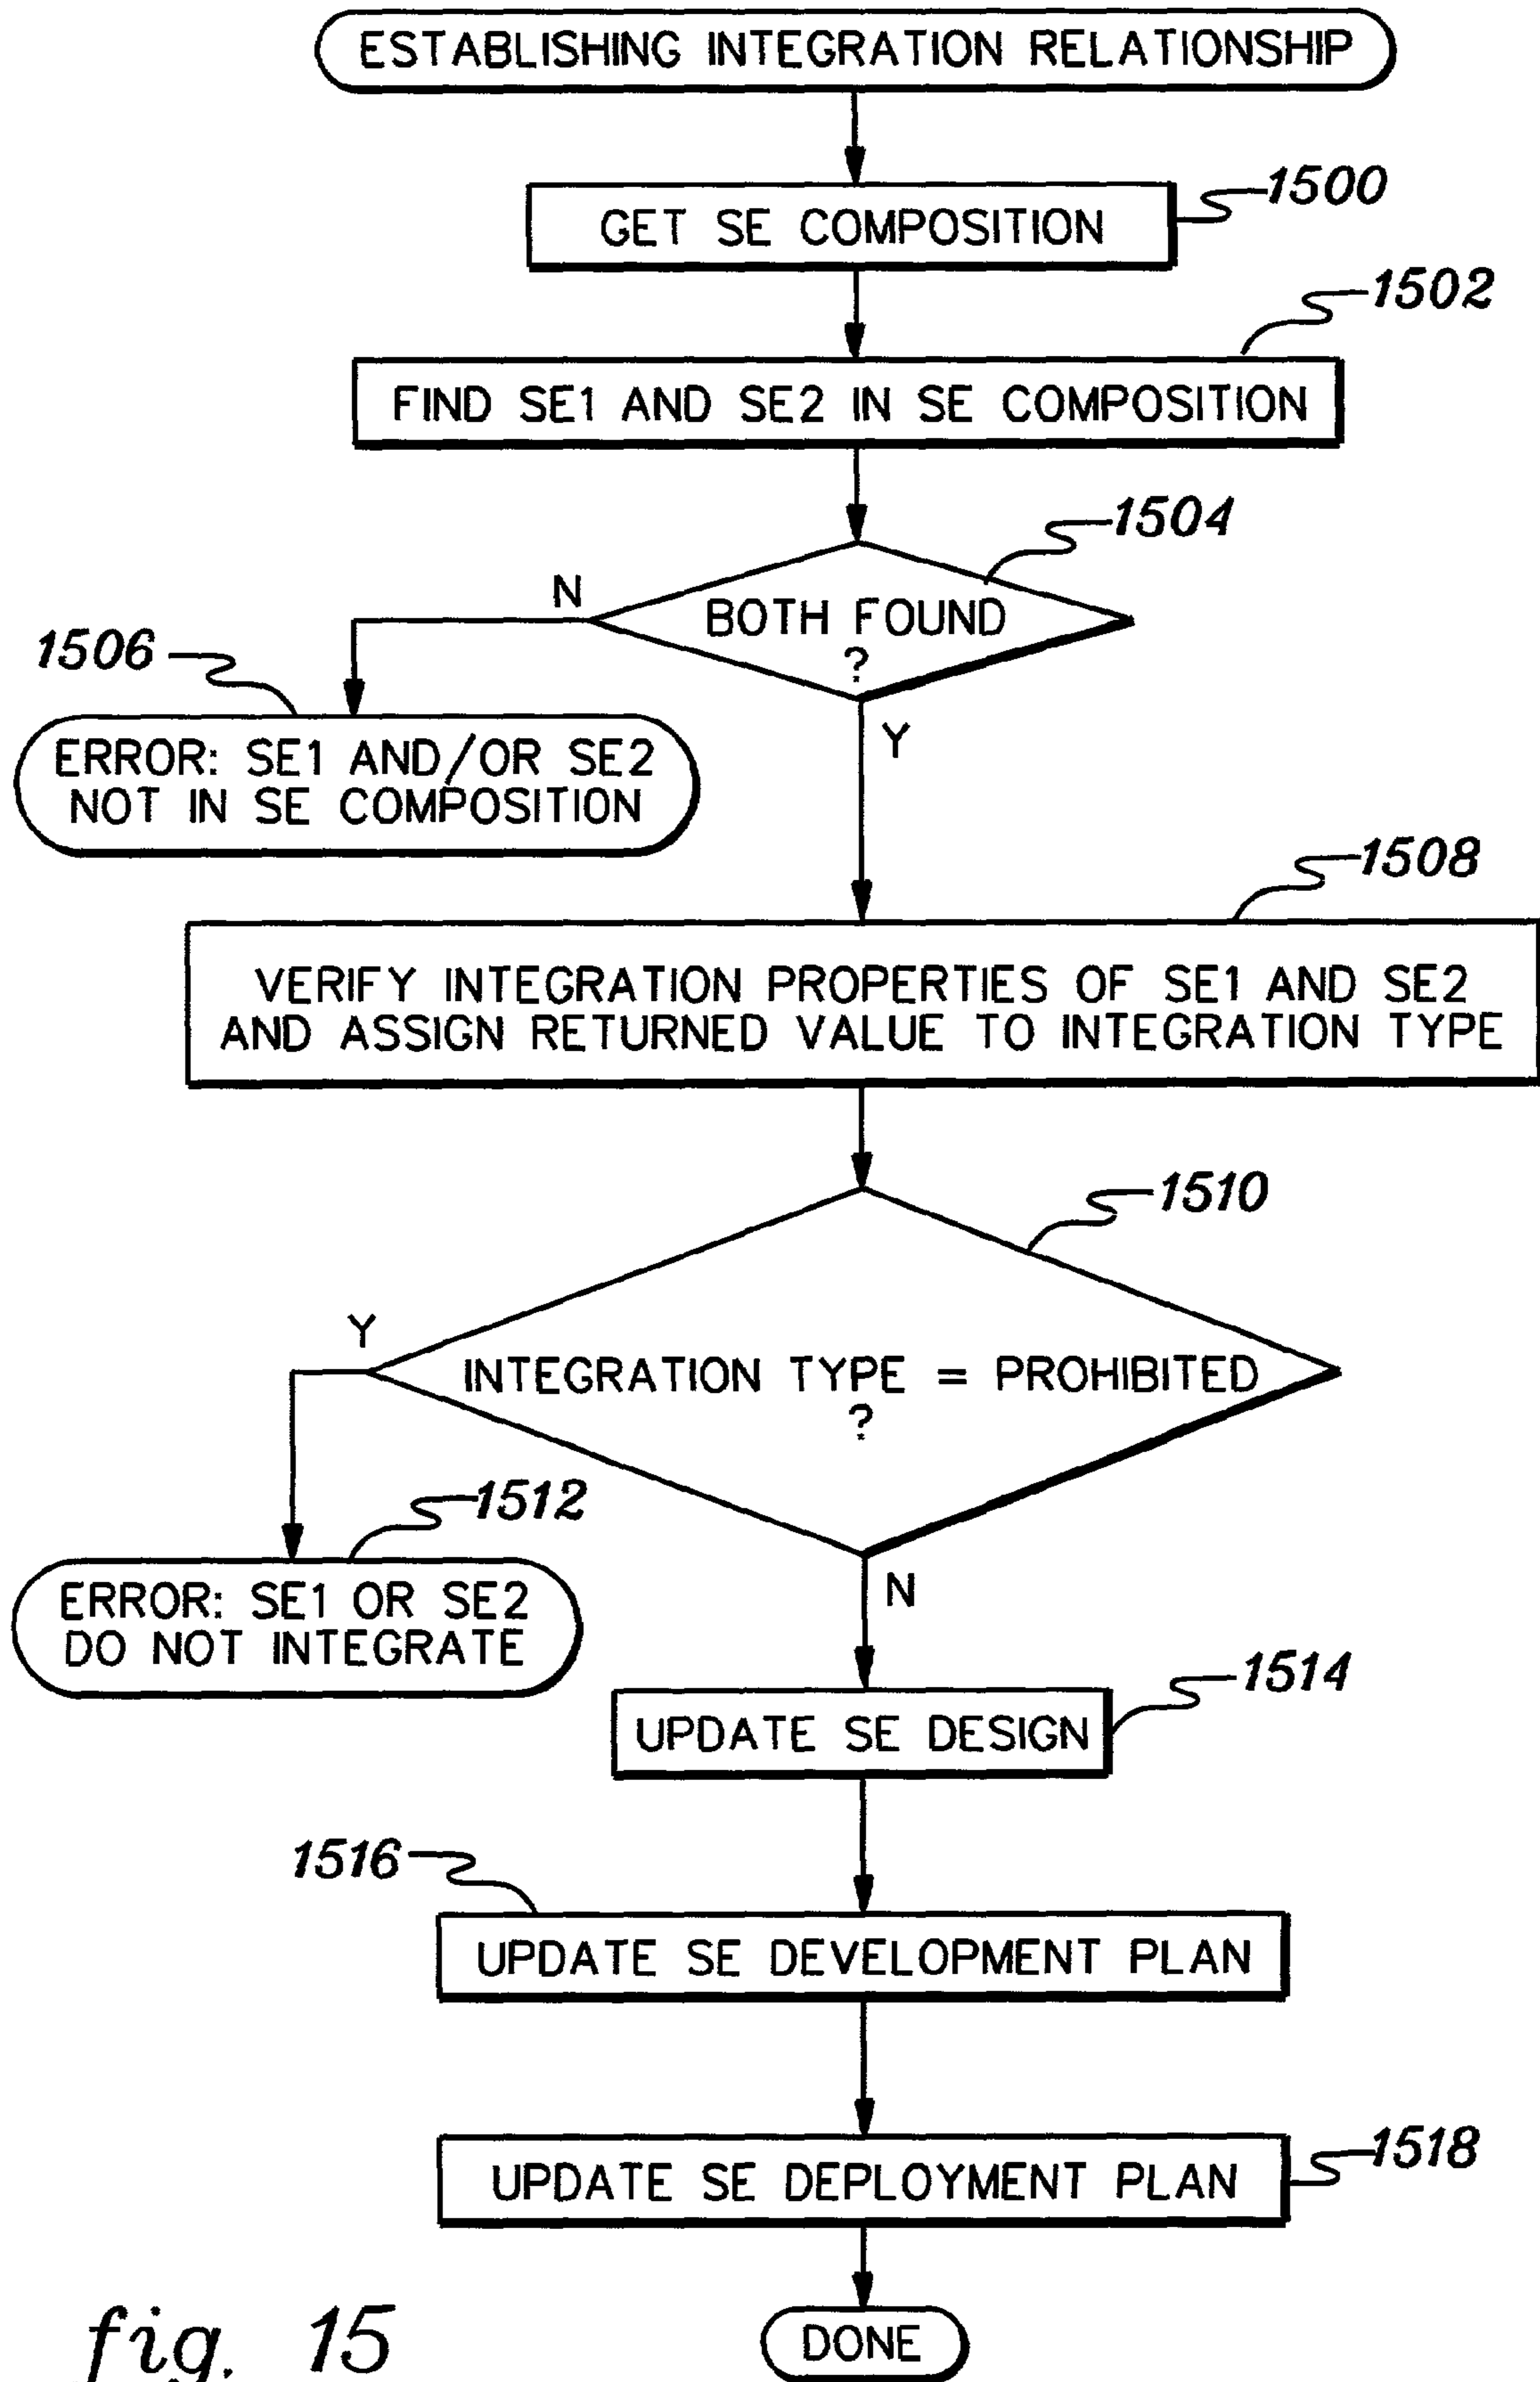 ESTABLISHING INTEGRATION RELATIONSHIP
1500
GET SE COMPOSITION
1502
FIND SE1 AND SE2 IN SE COMPOSITION
1504
N
BOTH FOUND
?
1506
Y
ERROR: SE1 AND/OR SE2
NOT IN SE COMPOSITION
1508
VERIFY INTEGRATION PROPERTIES OF SE1 AND SE2
AND ASSIGN RETURNED VALUE TO INTEGRATION TYPE
1510
Y
INTEGRATION TYPE = PROHIBITED
?
1512
ERROR: SE1 OR SE2
DO NOT INTEGRATE
N
1514
UPDATE SE DESIGN
1516
UPDATE SE DEVELOPMENT PLAN
1518
UPDATE SE DEPLOYMENT PLAN
DONE
fig. 15